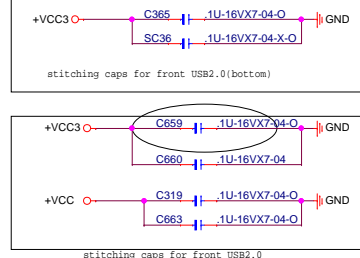 +VCC3 C365 .1U-16VX7-04-O GND
SC36 .1U-16VX7-04-X-O
stitching caps for front USB2.0(bottom)
+VCC3 C659 .1U-16VX7-04-O GND
C660 .1U-16VX7-04
+VCC C319 .1U-16VX7-04-O GND
C663 .1U-16VX7-04-O
stitching caps for front USB2.0